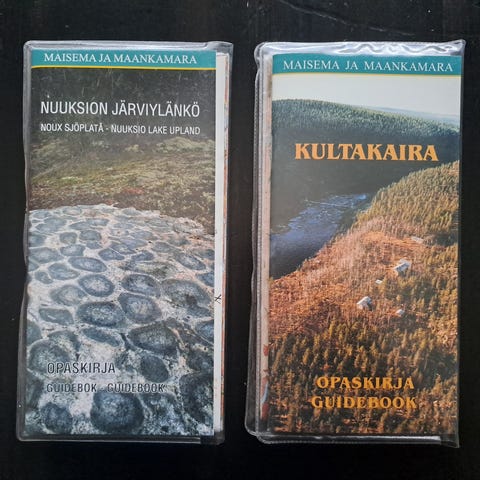 MAISEMA JA MAANKAMARA
NUUKSION JÄRVIYLÄNKÖ
NOUX SJÖPLATÅ - NUUKSIO LAKE UPLAND
OPASKIRJA
GUIDEBOK - GUIDEBOOK
MAISEMA JA MAANKAMARA
KULTAKAIRA
OPASKIRJA
GUIDEBOOK